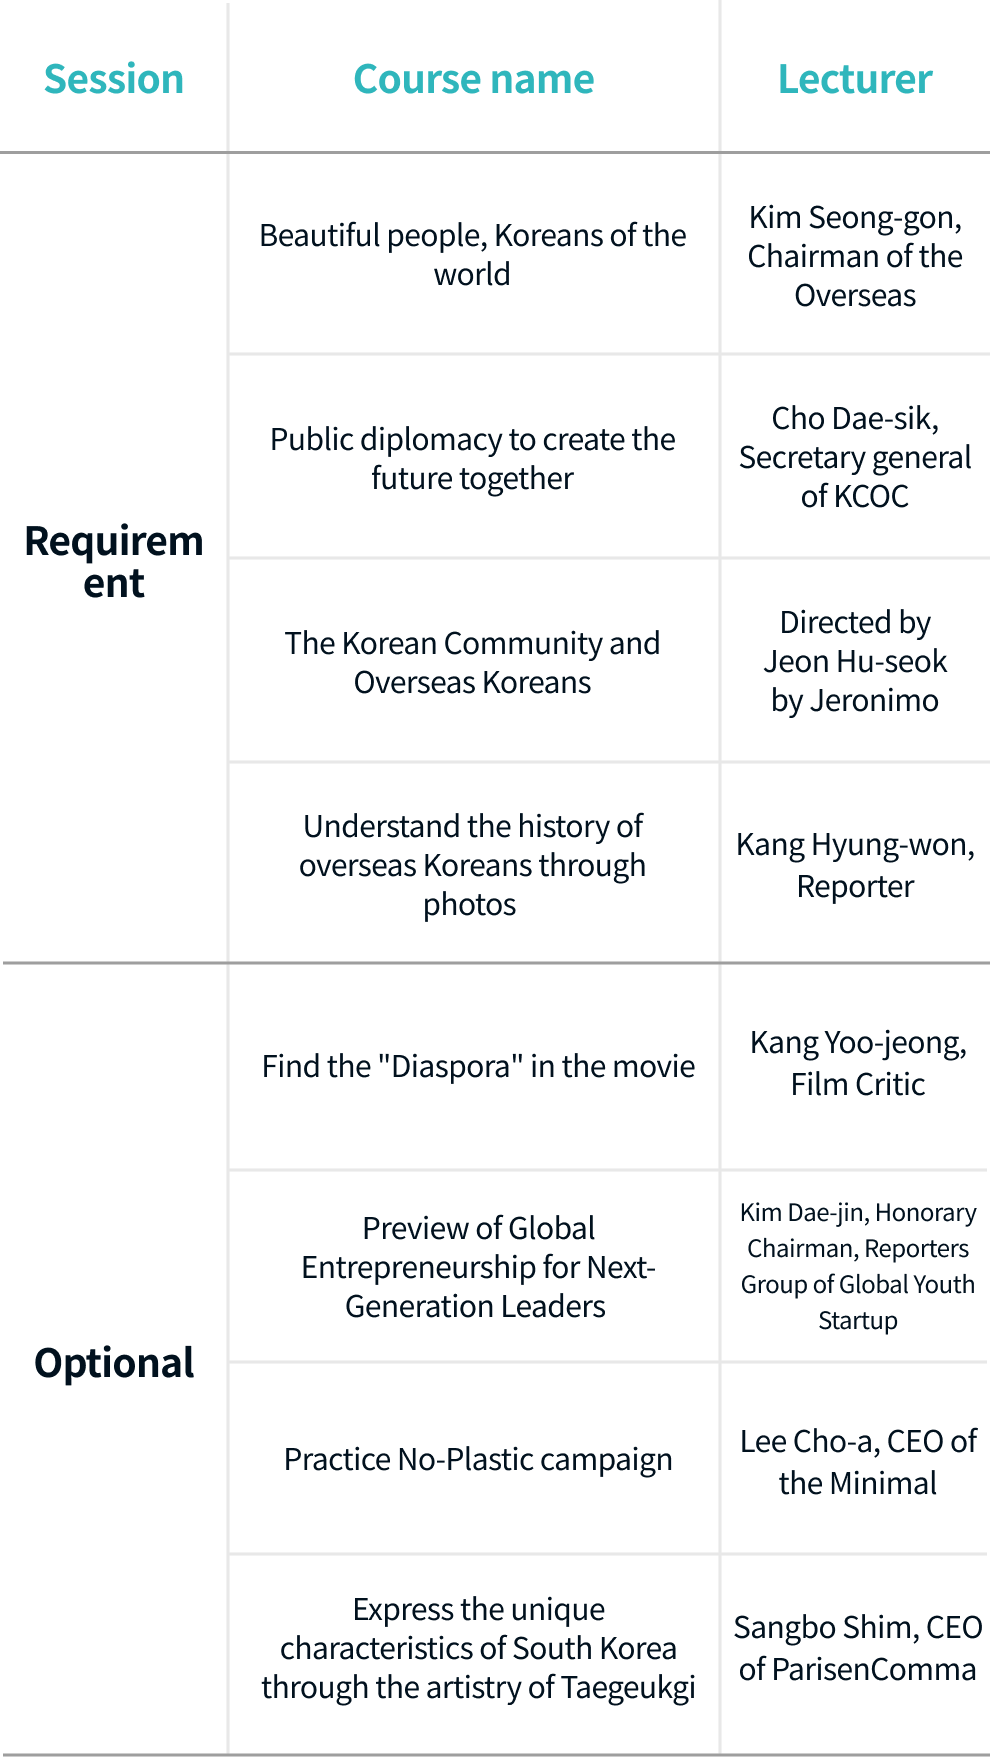 Session
Course name
Lecturer
Requirem
ent
Beautiful people, Koreans of the
world
Kim Seong-gon,
Chairman of the
Overseas
Public diplomacy to create the
future together
Cho Dae-sik,
Secretary general
of KCOC
The Korean Community and
Overseas Koreans
Directed by
Jeon Hu-seok
by Jeronimo
Understand the history of
overseas Koreans through
photos
Kang Hyung-won,
Reporter
Optional
Find the "Diaspora" in the movie
Kang Yoo-jeong,
Film Critic
Preview of Global
Entrepreneurship for Next-
Generation Leaders
Kim Dae-jin, Honorary
Chairman, Reporters
Group of Global Youth
Startup
Practice No-Plastic campaign
Lee Cho-a, CEO of
the Minimal
Express the unique
characteristics of South Korea
through the artistry of Taegeukgi
Sangbo Shim, CEO
of ParisenComma